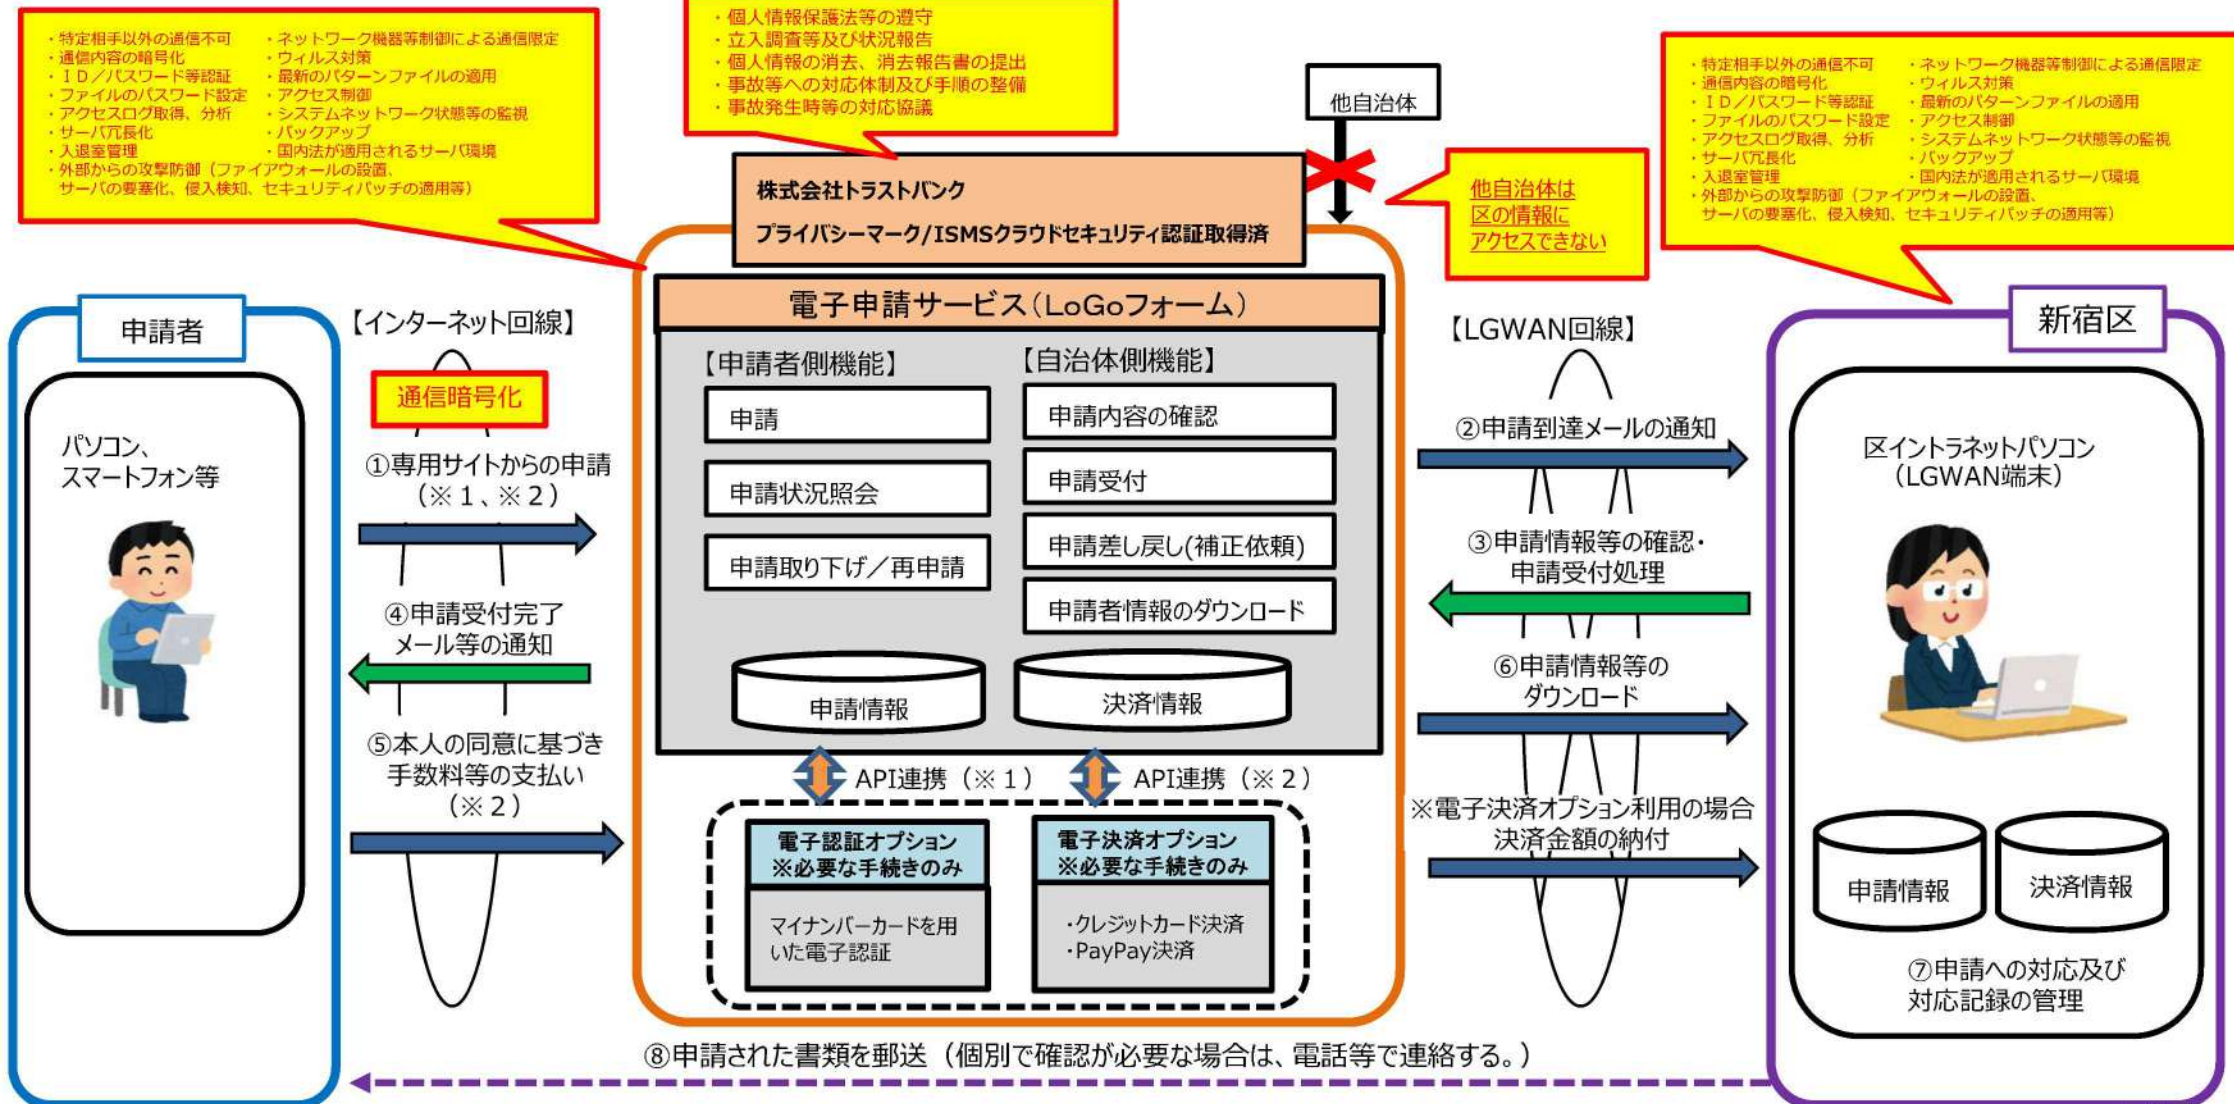 ・特定相手以外の通信不可 ・ネットワーク機器等制御による通信限定
・通信内容の暗号化 ・ウィルス対策
・ＩＤ／パスワード等認証 ・最新のパターンファイルの適用
・ファイルのパスワード設定 ・アクセス制御
・アクセスログ取得、分析 ・システムネットワーク状態等の監視
・サーバ冗長化 ・バックアップ
・入退室管理 ・国内法が適用されるサーバ環境
・外部からの攻撃防御（ファイアウォールの設置、
サーバの要塞化、侵入検知、セキュリティパッチの適用等）
・個人情報保護法等の遵守
・立入調査等及び状況報告
・個人情報の消去、消去報告書の提出
・事故等への対応体制及び手順の整備
・事故発生時等の対応協議
他自治体
他自治体は
区の情報に
アクセスできない
・特定相手以外の通信不可 ・ネットワーク機器等制御による通信限定
・通信内容の暗号化 ・ウィルス対策
・ＩＤ／パスワード等認証 ・最新のパターンファイルの適用
・ファイルのパスワード設定 ・アクセス制御
・アクセスログ取得、分析 ・システムネットワーク状態等の監視
・サーバ冗長化 ・バックアップ
・入退室管理 ・国内法が適用されるサーバ環境
・外部からの攻撃防御（ファイアウォールの設置、
サーバの要塞化、侵入検知、セキュリティパッチの適用等）
株式会社トラストバンク
プライバシーマーク/ISMSクラウドセキュリティ認証取得済
申請者
パソコン、
スマートフォン等
【インターネット回線】
通信暗号化
①専用サイトからの申請
（※１、※２）
④申請受付完了
メール等の通知
⑤本人の同意に基づき
手数料等の支払い
（※２）
電子申請サービス（LoGoフォーム）
【申請者側機能】
申請
申請状況照会
申請取り下げ／再申請
【自治体側機能】
申請内容の確認
申請受付
申請差し戻し(補正依頼)
申請者情報のダウンロード
申請情報
決済情報
API連携（※１）
API連携（※２）
電子認証オプション
※必要な手続きのみ
マイナンバーカードを用
いた電子認証
電子決済オプション
※必要な手続きのみ
・クレジットカード決済
・PayPay決済
【LGWAN回線】
②申請到達メールの通知
③申請情報等の確認・
申請受付処理
⑥申請情報等の
ダウンロード
※電子決済オプション利用の場合
決済金額の納付
新宿区
区イントラネットパソコン
（LGWAN端末）
申請情報
決済情報
⑦申請への対応及び
対応記録の管理
⑧申請された書類を郵送（個別で確認が必要な場合は、電話等で連絡する。）